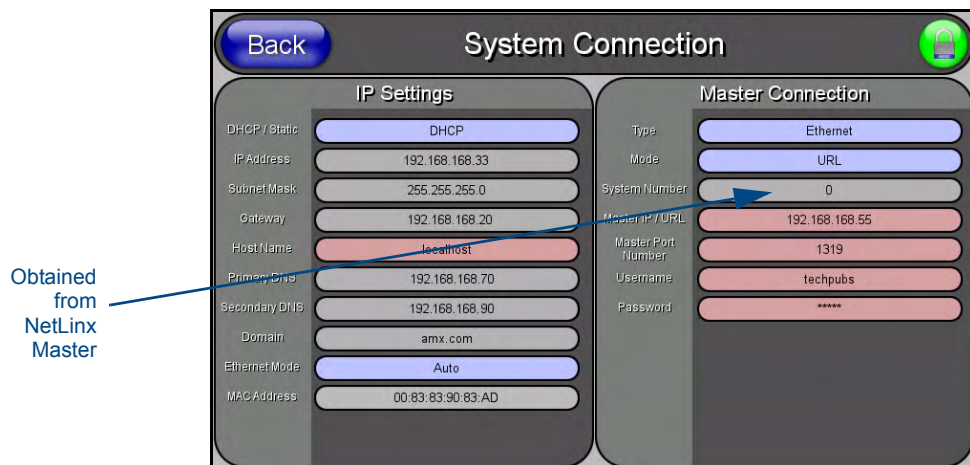 Back
System Connection
IP Settings
DHCP / Static
DHCP
IP Address
192.168.168.33
Subnet Mask
255.255.255.0
Gateway
192.168.168.20
Host Name
localhost
Primary DNS
192.168.168.70
Secondary DNS
192.168.168.90
Domain
amx.com
Ethernet Mode
Auto
MAC Address
00:83:83:90:83:AD
Master Connection
Type
Ethernet
Mode
URL
System Number
0
Master IP / URL
192.168.168.55
Master Port
Number
1319
Username
techpubs
Password
*****
Obtained
from
NetLinx
Master